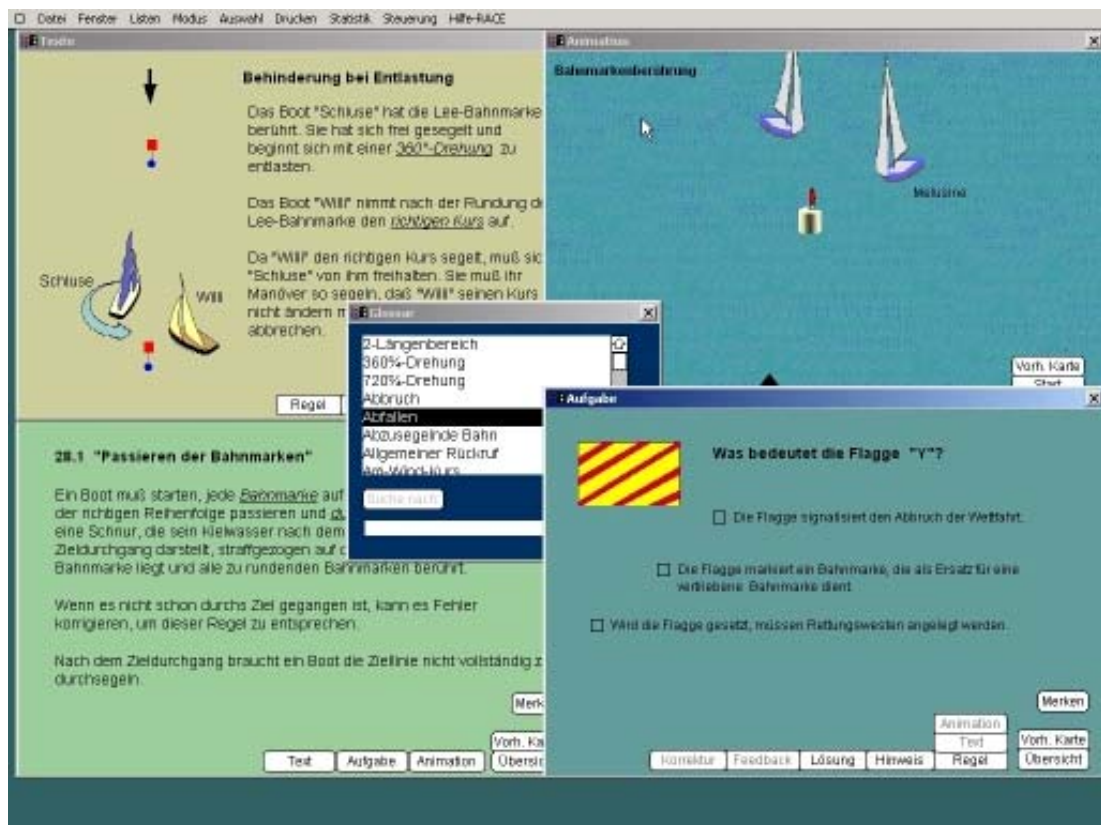 Datei Fenster Listen Modus Auswahl Drucken Statistik Steuerung Hilfe-RACE
Texte
Behinderung bei Entlastung
Das Boot "Schluse" hat die Lee-Bahnmarke
berührt. Sie hat sich frei gesegelt und
beginnt sich mit einer 360°-Drehung zu
entlasten.
Das Boot "Willi" nimmt nach der Rundung
Lee-Bahnmarke den richtigen Kurs auf.
Da "Willi" den richtigen Kurs segelt, muß
"Schluse" von ihm freihalten. Sie muß ihr
Manöver so segeln, daß "Willi" seinen Kurs
nicht ändern
abbrechen.
Schluse
Willi
Regel
Animation
Bahnmarkenberührung
Melusine
Vorh. Karte
Start
Glossar
2-Längenbereich
360%-Drehung
720%-Drehung
Abbruch
Abfallen
Abzusegelnde Bahn
Allgemeiner Rückruf
Am-Wind-Kurs
Suche nach
28.1 "Passieren der Bahnmarken"
Ein Boot muß starten, jede Bahnmarke auf
der richtigen Reihenfolge passieren und
eine Schnur, die sein Kielwasser nach dem
Zieldurchgang darstellt, straffgezogen auf
Bahnmarke liegt und alle zu rundenden Bahnmarken berührt.
Wenn es nicht schon durchs Ziel gegangen ist, kann es Fehler
korrigieren, um dieser Regel zu entsprechen.
Nach dem Zieldurchgang braucht ein Boot die Ziellinie nicht vollständig z
durchsegeln.
Merk
Vorh. Ka
Text Aufgabe Animation Übersic
Aufgabe
Was bedeutet die Flagge "Y"?
Die Flagge signalisiert den Abbruch der Wettfahrt.
Die Flagge markiert ein Bahnmarke, die als Ersatz für eine
vertriebene Bahnmarke dient.
Wird die Flagge gesetzt, müssen Rettungswesten angelegt werden.
Merken
Animation
Text
Vorh. Karte
Korrektur Feedback Lösung Hinweis Regel Übersicht